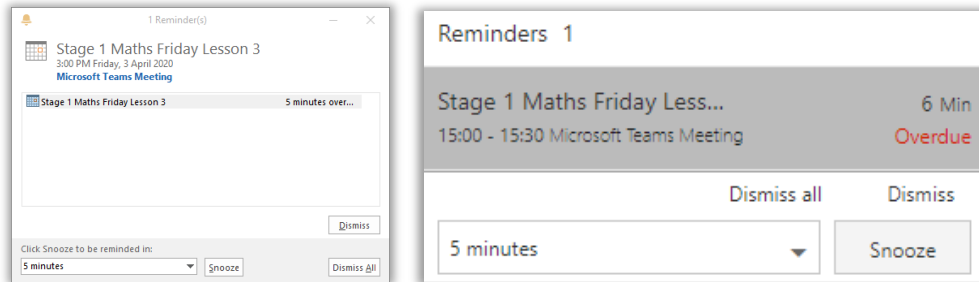 1 Reminder(s)
Stage 1 Maths Friday Lesson 3
3:00 PM Friday, 3 April 2020
Microsoft Teams Meeting
Stage 1 Maths Friday Lesson 3 5 minutes over...
Dismiss
Click Snooze to be reminded in:
5 minutes Snooze Dismiss All
Reminders 1
Stage 1 Maths Friday Less... 6 Min
15:00 - 15:30 Microsoft Teams Meeting Overdue
Dismiss all Dismiss
5 minutes Snooze